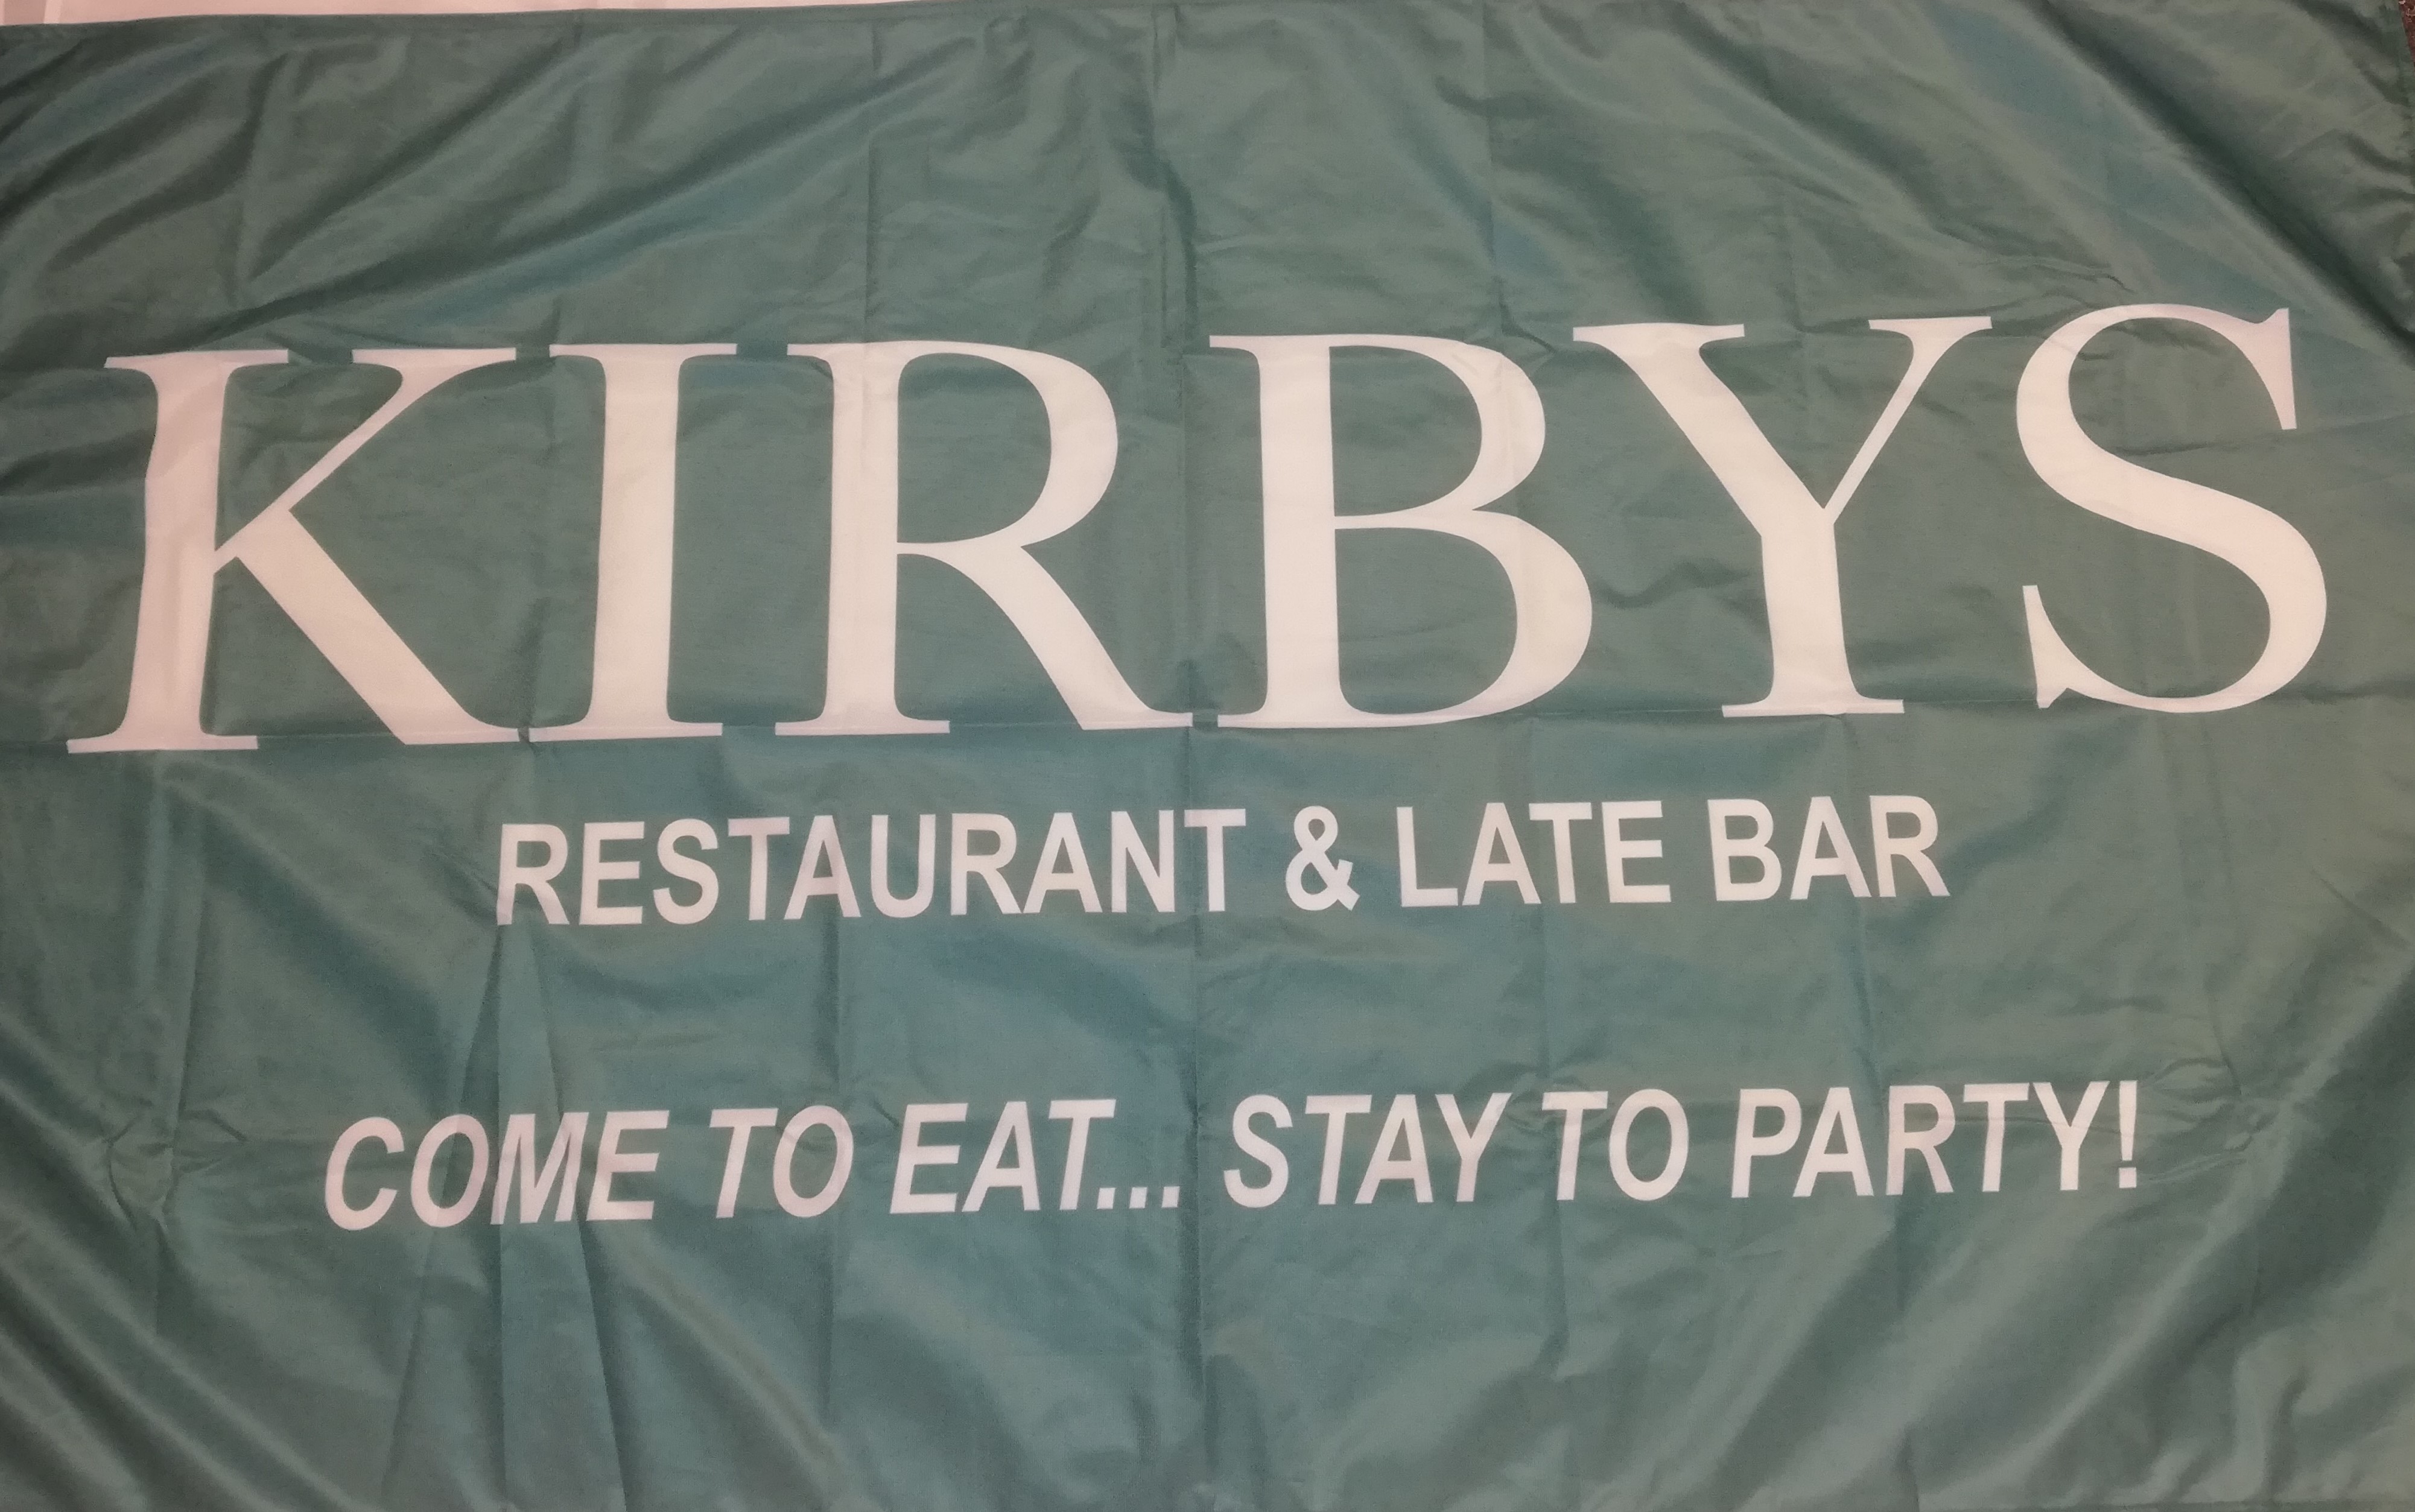 KIRBYS
RESTAURANT & LATE BAR
COME TO EAT... STAY TO PARTY!